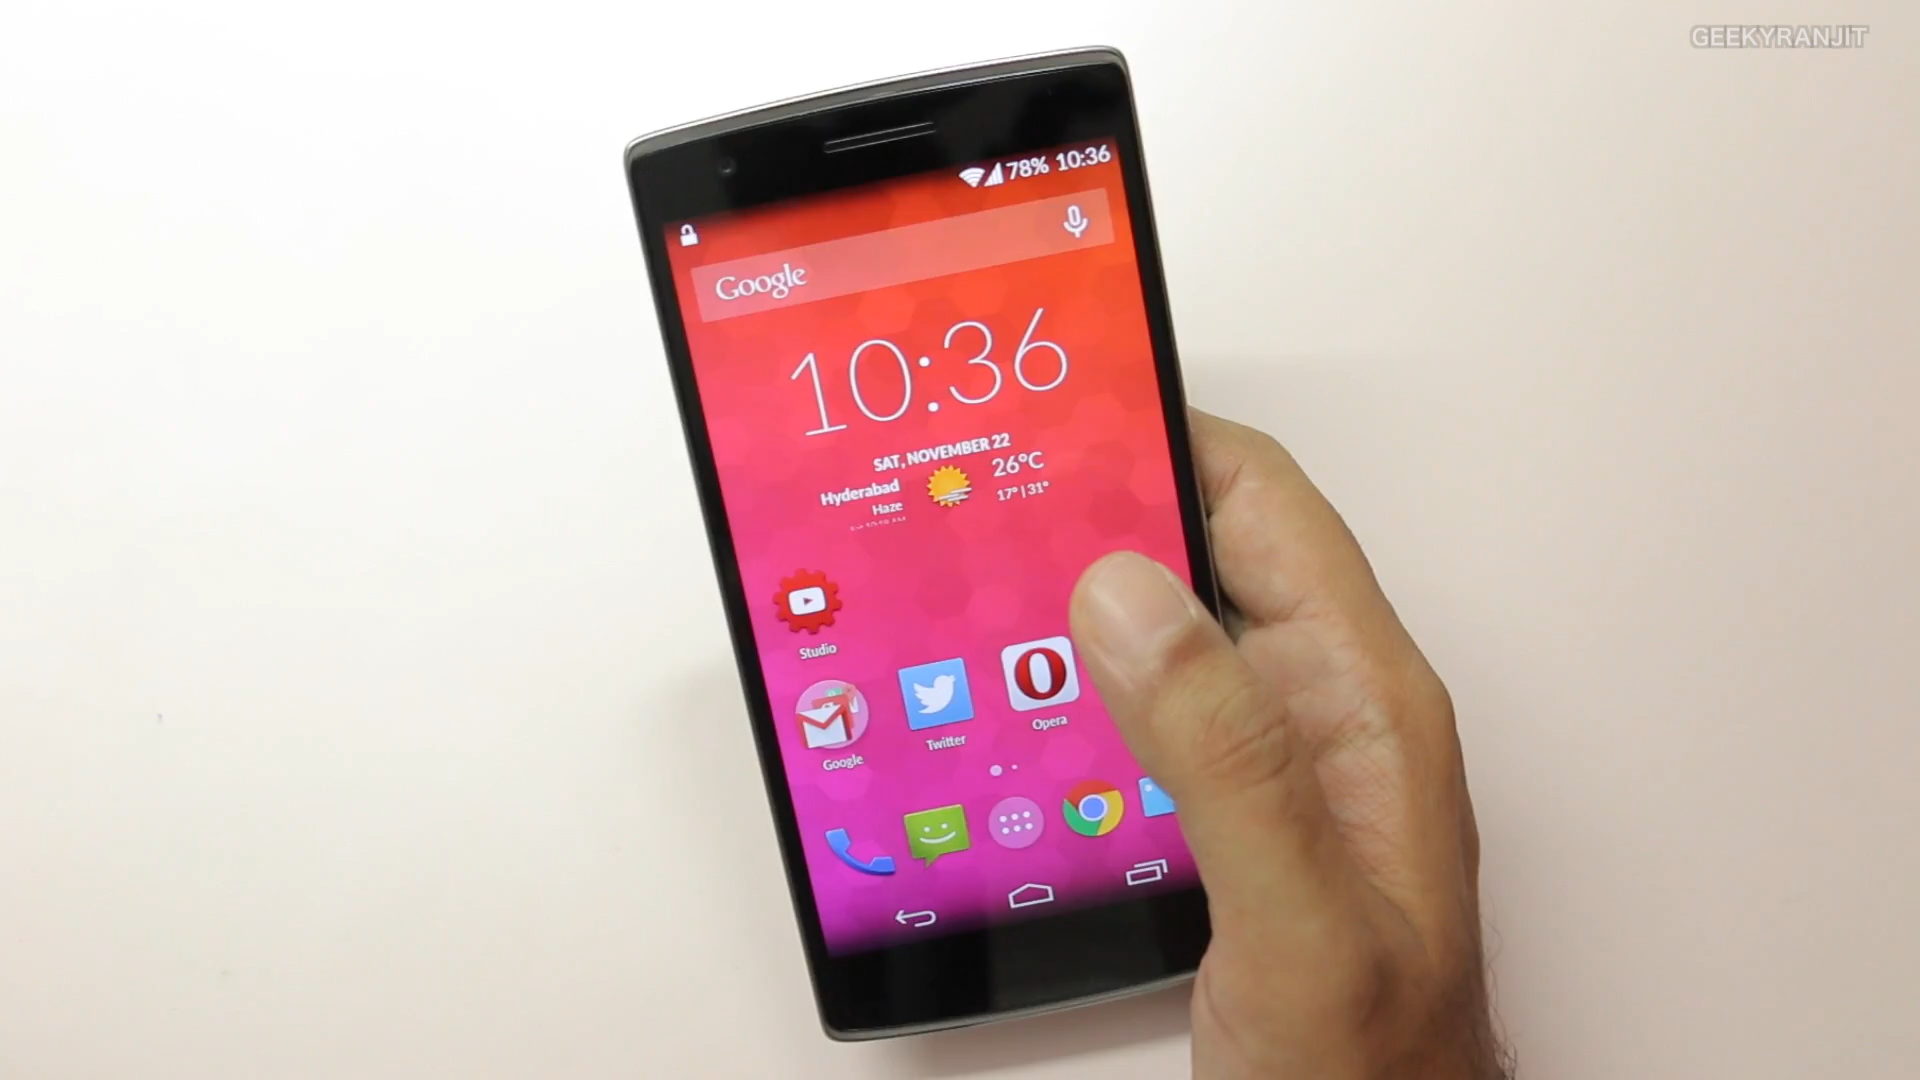 GEEKYRANJIT
78% 10:36
Google
10:36
SAT, NOVEMBER 22
Hyderabad
Haze
26°C
17° | 31°
Studio
Google
Twitter
Opera